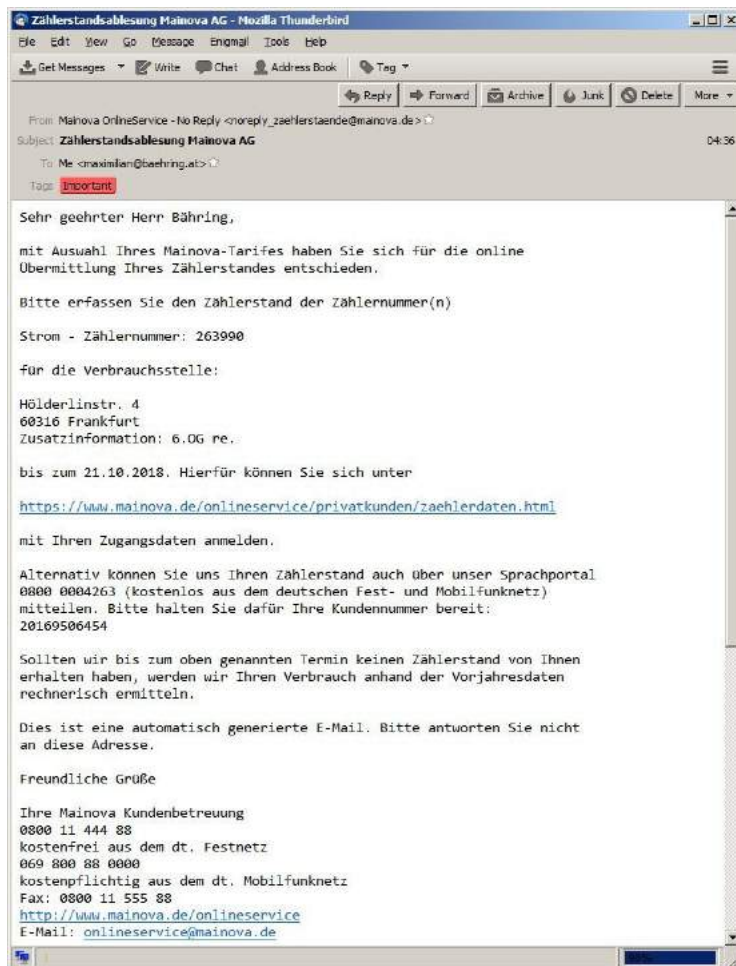 Zählerstandsablesung Mainova AG - Mozilla Thunderbird
File Edit View Go Message Enigmail Tools Help
Get Messages Write Chat Address Book Tag
Reply Forward Archive Junk Delete More
From Mainova OnlineService - No Reply <noreply_zaehlerstaende@mainova.de>
Subject Zählerstandsablesung Mainova AG 04:36
To Me <maximilian@baehring.at>
Tags Important
Sehr geehrter Herr Bähring,
mit Auswahl Ihres Mainova-Tarifes haben Sie sich für die online
Übermittlung Ihres Zählerstandes entschieden.
Bitte erfassen Sie den Zählerstand der Zählernummer(n)
Strom - Zählernummer: 263990
für die Verbrauchsstelle:
Hölderlinstr. 4
60316 Frankfurt
Zusatzinformation: 6.OG re.
bis zum 21.10.2018. Hierfür können Sie sich unter
https://www.mainova.de/onlineservice/privatkunden/zaehlerdaten.html
mit Ihren Zugangsdaten anmelden.
Alternativ können Sie uns Ihren Zählerstand auch über unser Sprachportal
0800 0004263 (kostenlos aus dem deutschen Fest- und Mobilfunknetz)
mitteilen. Bitte halten Sie dafür Ihre Kundennummer bereit:
20169506454
Sollten wir bis zum oben genannten Termin keinen Zählerstand von Ihnen
erhalten haben, werden wir Ihren Verbrauch anhand der Vorjahresdaten
rechnerisch ermitteln.
Dies ist eine automatisch generierte E-Mail. Bitte antworten Sie nicht
an diese Adresse.
Freundliche Grüße
Ihre Mainova Kundenbetreuung
0800 11 444 88
kostenfrei aus dem dt. Festnetz
069 800 88 0000
kostenpflichtig aus dem dt. Mobilfunknetz
Fax: 0800 11 555 88
http://www.mainova.de/onlineservice
E-Mail: onlineservice@mainova.de